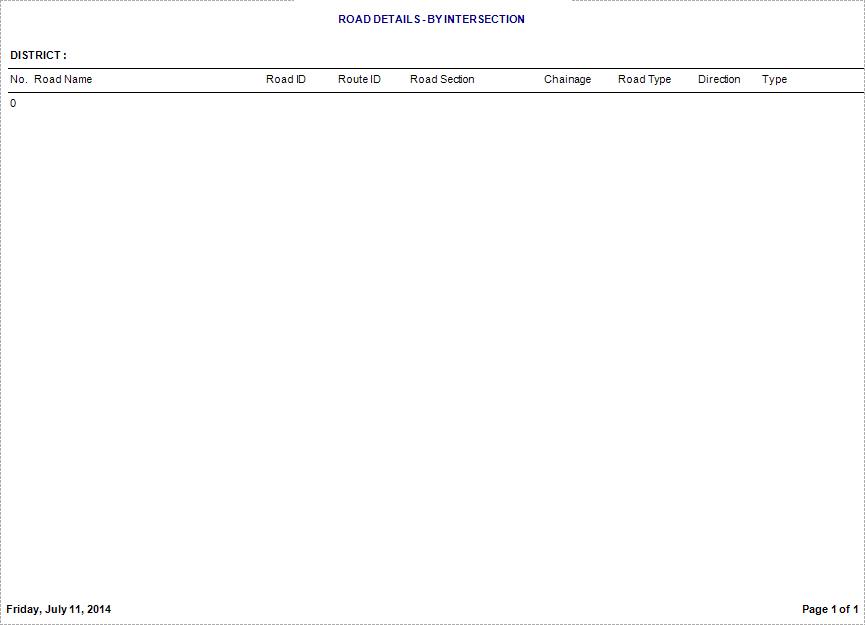 ROAD DETAILS - BY INTERSECTION
DISTRICT :
No. Road Name Road ID Route ID Road Section Chainage Road Type Direction Type
0
Friday, July 11, 2014 Page 1 of 1